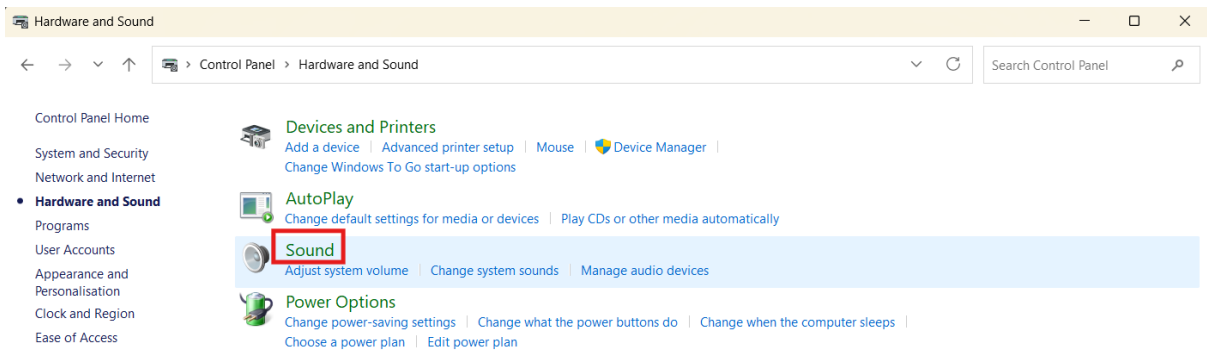 Hardware and Sound
Control Panel > Hardware and Sound
Search Control Panel
Control Panel Home
System and Security
Network and Internet
Hardware and Sound
Programs
User Accounts
Appearance and
Personalisation
Clock and Region
Ease of Access
Devices and Printers
Add a device | Advanced printer setup | Mouse | Device Manager |
Change Windows To Go start-up options
AutoPlay
Change default settings for media or devices | Play CDs or other media automatically
Sound
Adjust system volume | Change system sounds | Manage audio devices
Power Options
Change power-saving settings | Change what the power buttons do | Change when the computer sleeps |
Choose a power plan | Edit power plan